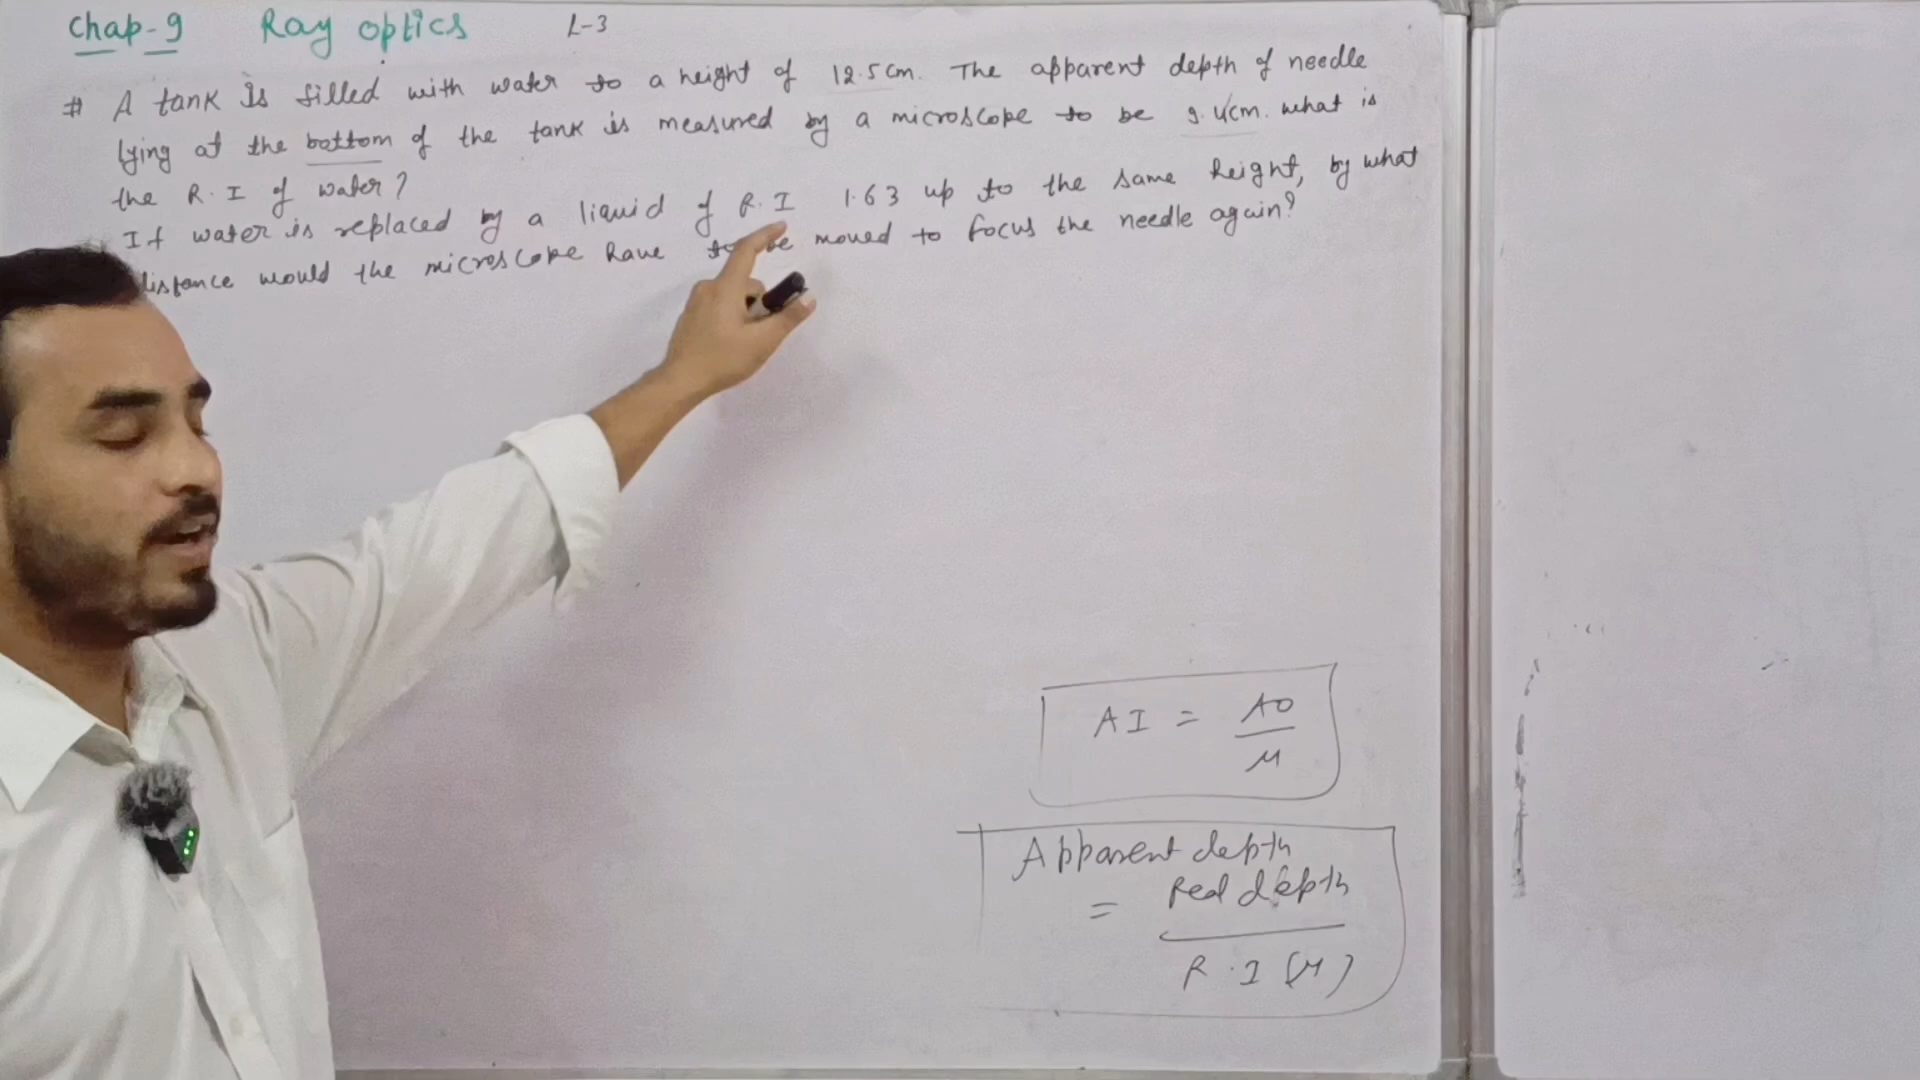 Chap-9 Ray optics L-3
# A tank is filled with water to a height of 12.5cm. The apparent depth of needle
lying at the bottom of the tank is measured by a microscope to be 9.4cm. what is
the R.I of water?
If water is replaced by a liquid of R.I 1.63 up to the same height, by what
distance would the microscope have to be moved to focus the needle again?
AI = AO
μ
Apparent depth
= Real depth
R.I (μ)